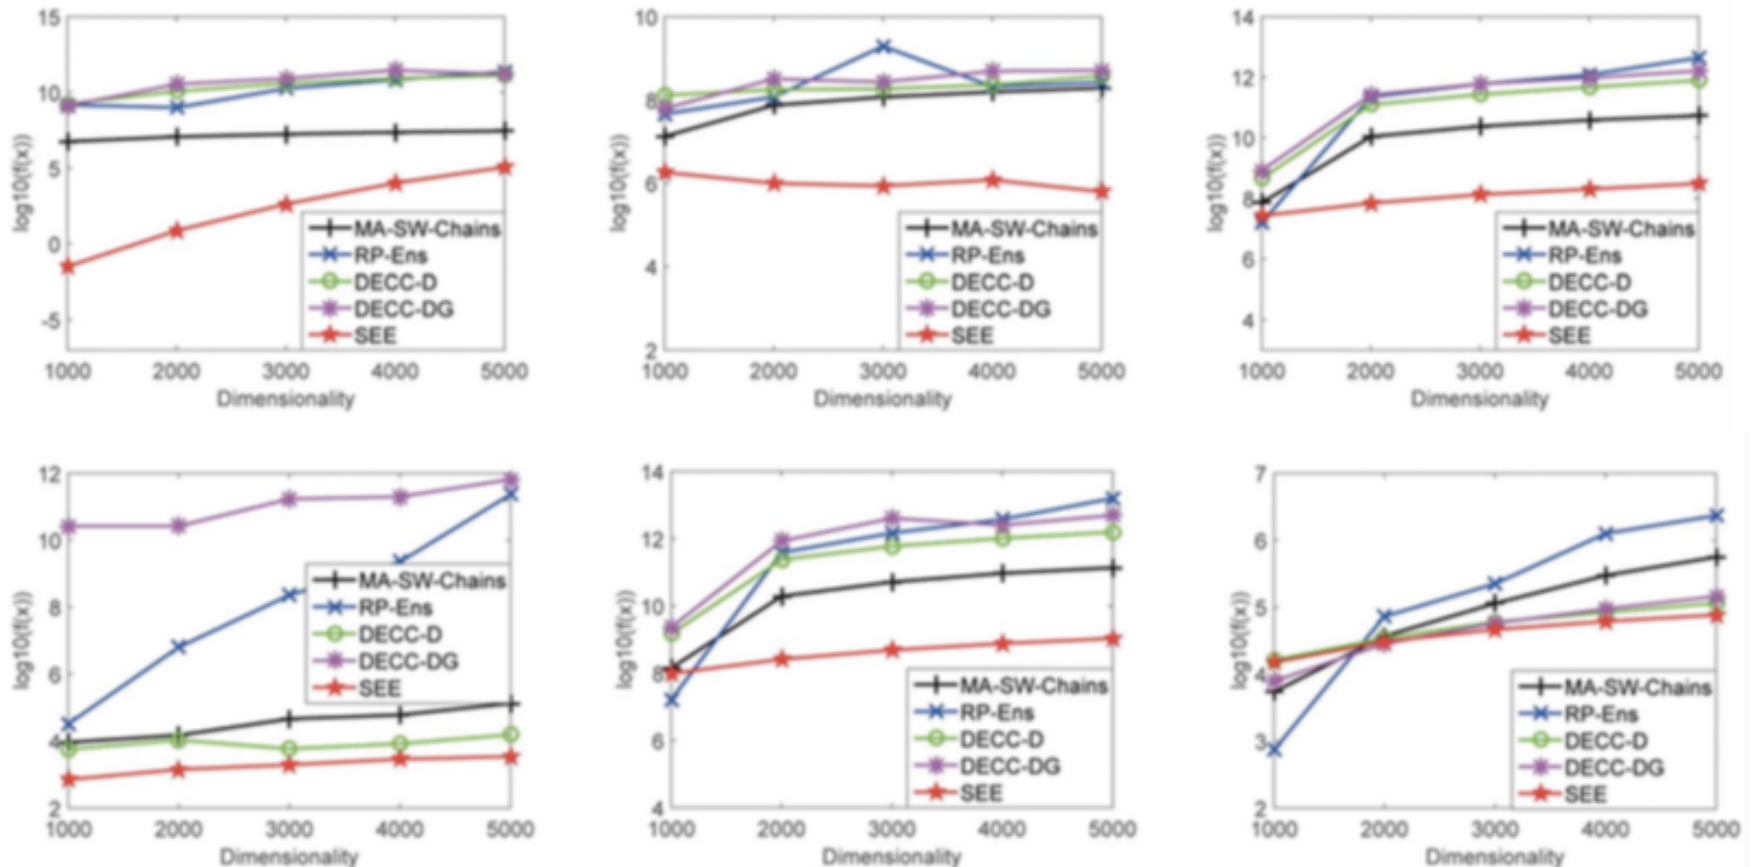 15
10
5
0
-5
log10(f(x))
MA-SW-Chains
RP-Ens
DECC-D
DECC-DG
SEE
1000 2000 3000 4000 5000
Dimensionality
10
8
6
4
2
log10(f(x))
MA-SW-Chains
RP-Ens
DECC-D
DECC-DG
SEE
1000 2000 3000 4000 5000
Dimensionality
14
12
10
8
6
4
log10(f(x))
MA-SW-Chains
RP-Ens
DECC-D
DECC-DG
SEE
1000 2000 3000 4000 5000
Dimensionality
12
10
8
6
4
2
log10(f(x))
MA-SW-Chains
RP-Ens
DECC-D
DECC-DG
SEE
1000 2000 3000 4000 5000
Dimensionality
14
12
10
8
6
4
log10(f(x))
MA-SW-Chains
RP-Ens
DECC-D
DECC-DG
SEE
1000 2000 3000 4000 5000
Dimensionality
7
6
5
4
3
2
log10(f(x))
MA-SW-Chains
RP-Ens
DECC-D
DECC-DG
SEE
1000 2000 3000 4000 5000
Dimensionality